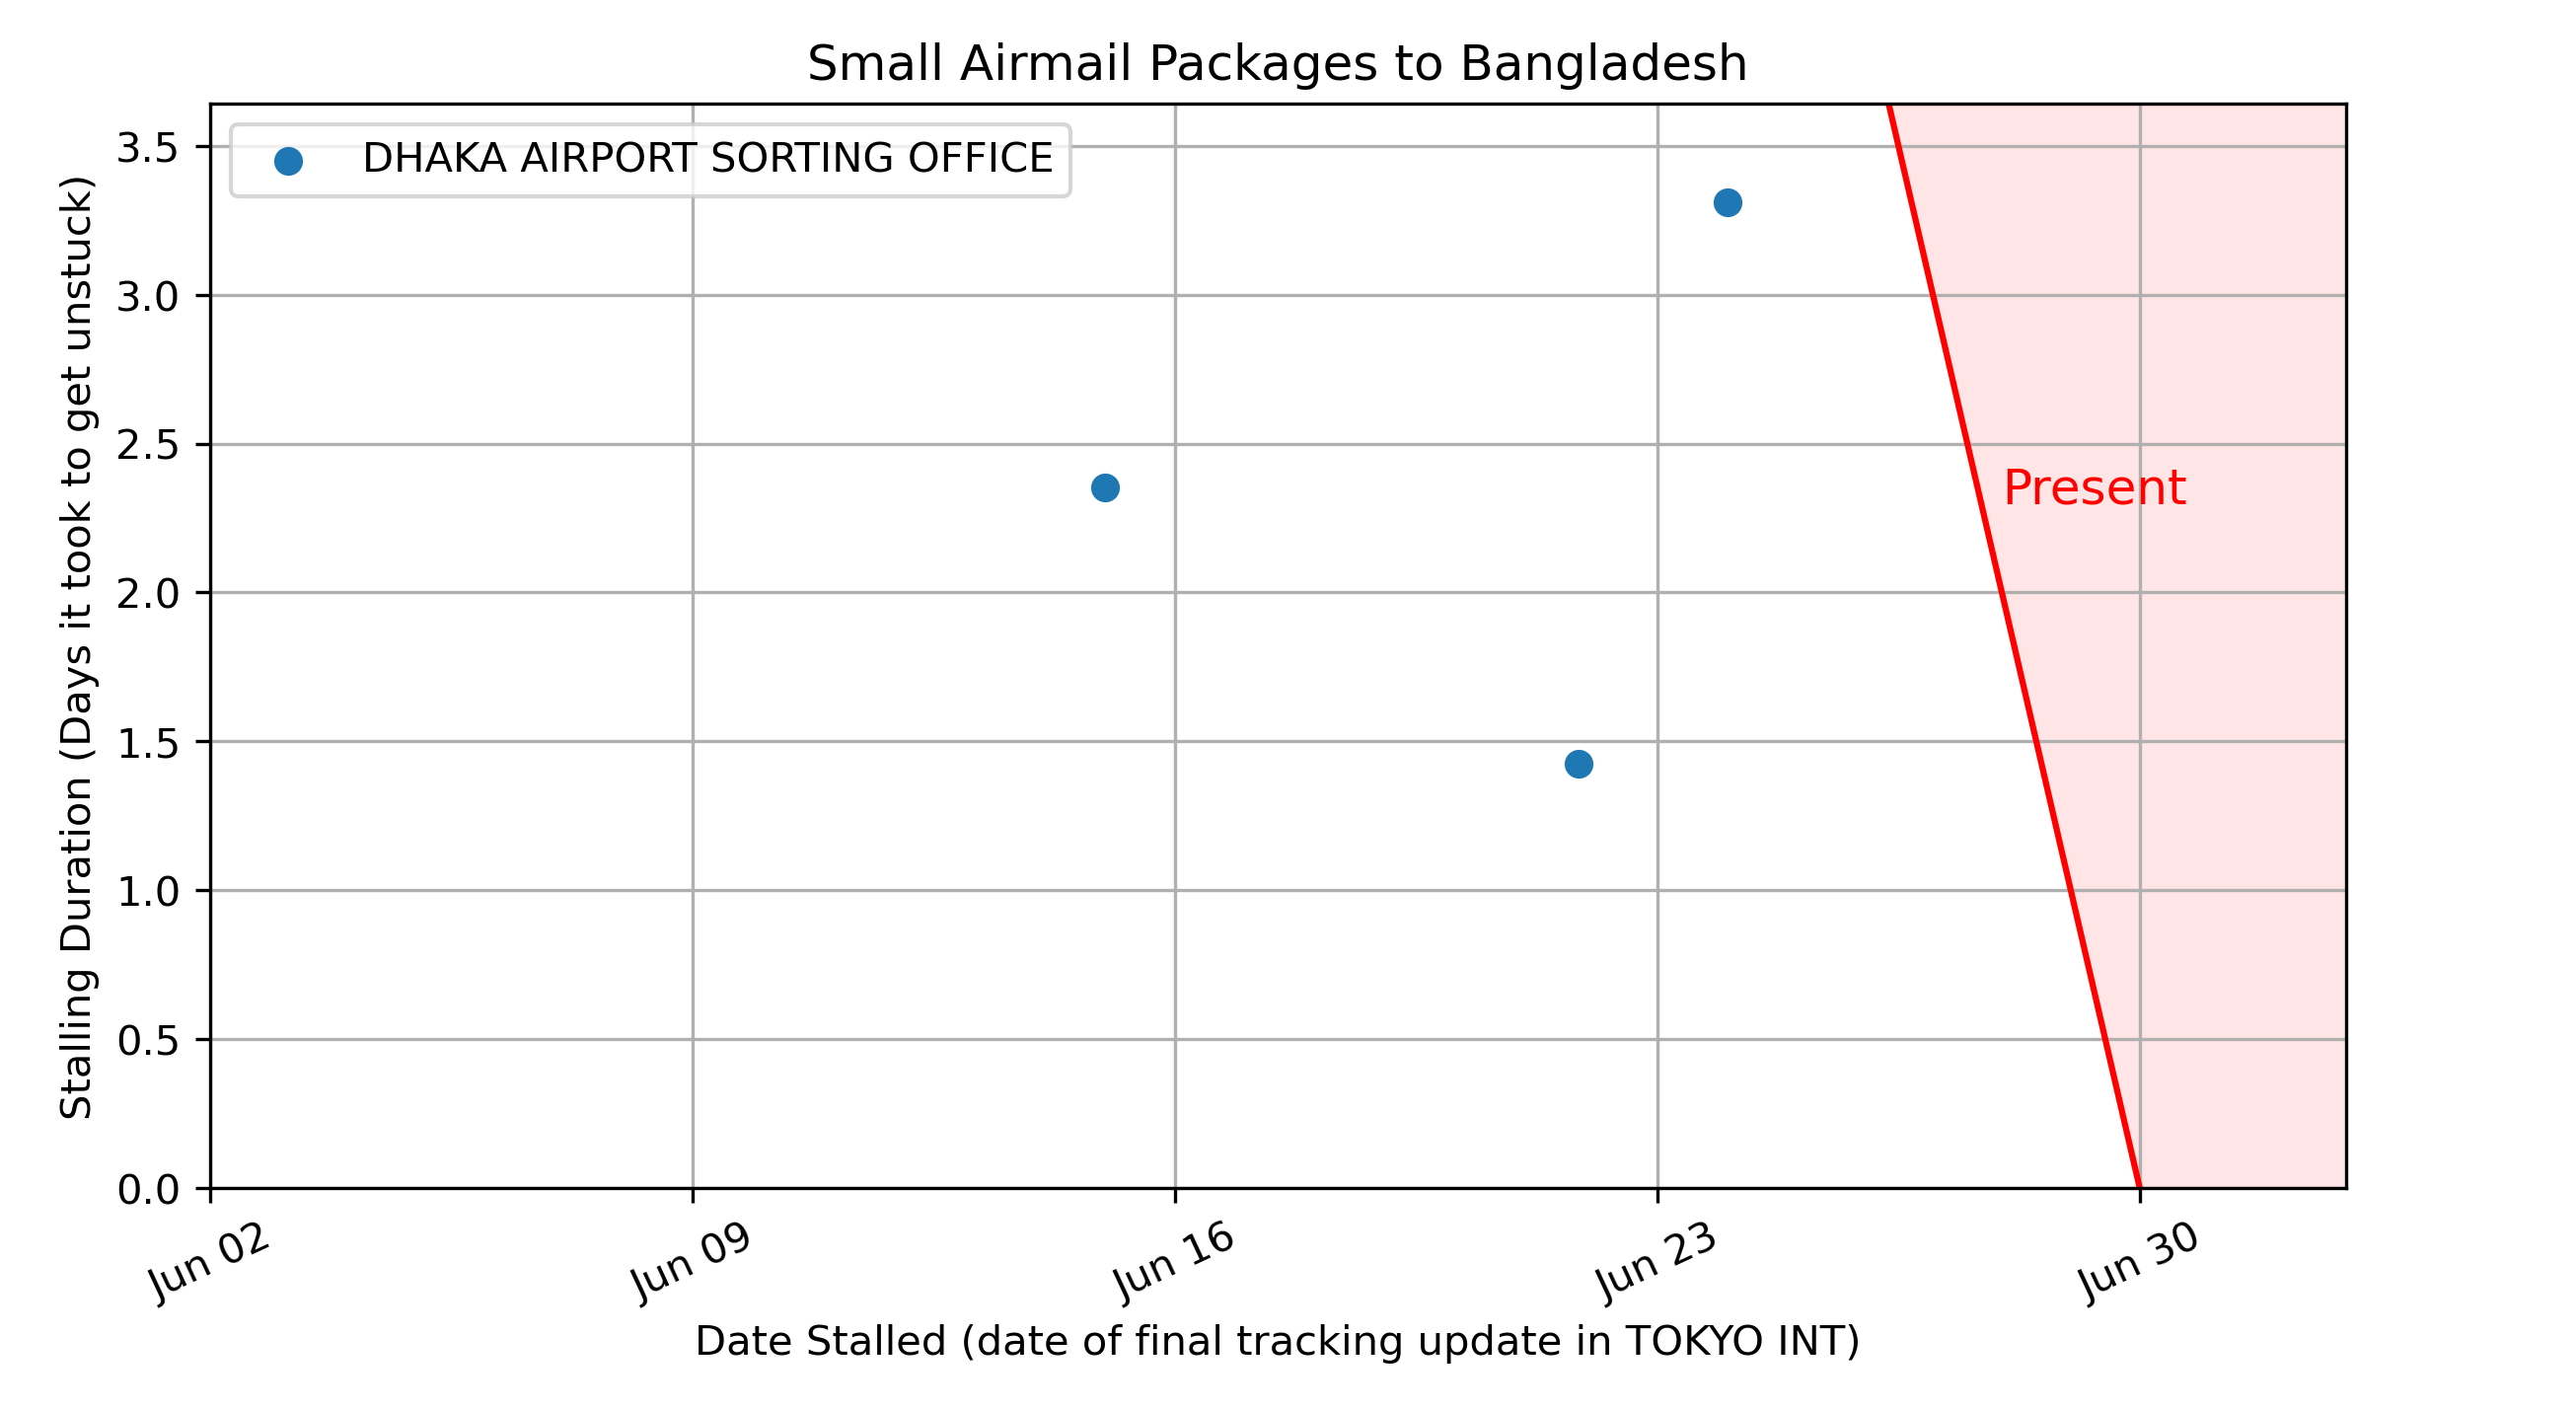 Small Airmail Packages to Bangladesh
DHAKA AIRPORT SORTING OFFICE
Present
Stalling Duration (Days it took to get unstuck)
3.5
3.0
2.5
2.0
1.5
1.0
0.5
0.0
Jun 02
Jun 09
Jun 16
Jun 23
Jun 30
Date Stalled (date of final tracking update in TOKYO INT)